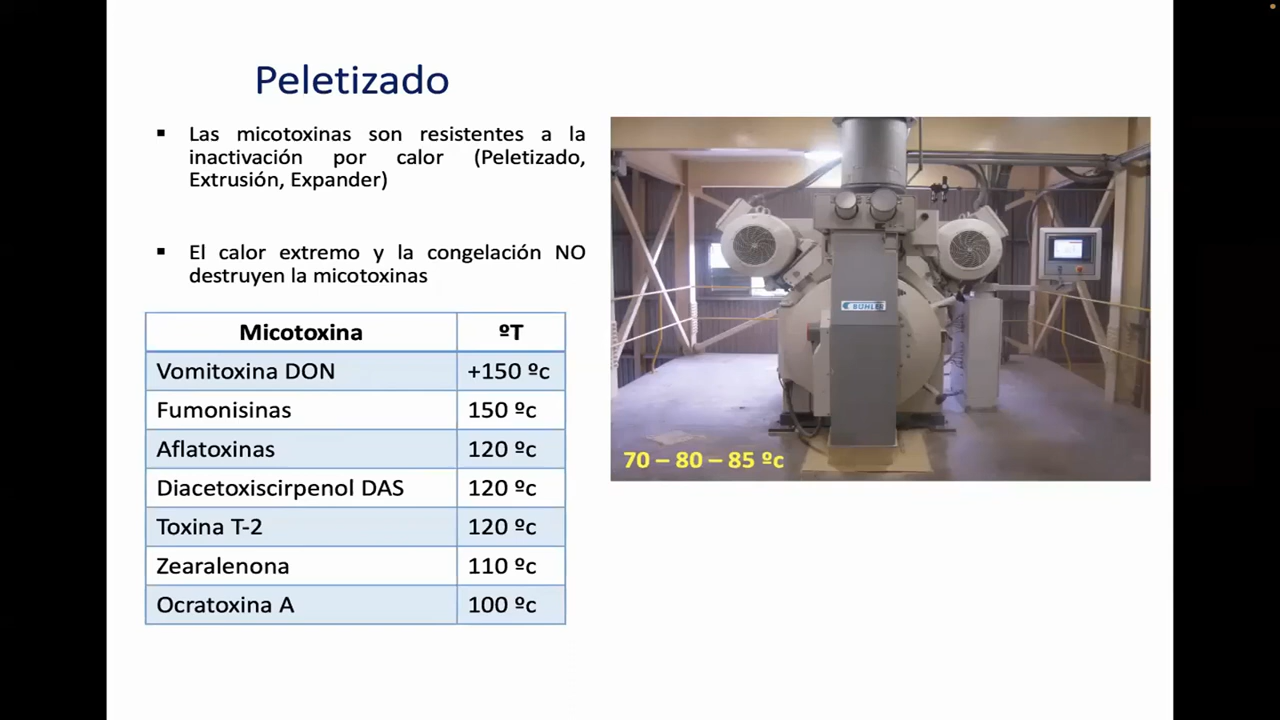 Peletizado
▪ Las micotoxinas son resistentes a la
inactivación por calor (Peletizado,
Extrusión, Expander)
▪ El calor extremo y la congelación NO
destruyen la micotoxinas
Micotoxina ºT
Vomitoxina DON +150 ºc
Fumonisinas 150 ºc
Aflatoxinas 120 ºc
Diacetoxiscirpenol DAS 120 ºc
Toxina T-2 120 ºc
Zearalenona 110 ºc
Ocratoxina A 100 ºc
BÜHLER
70 – 80 – 85 ºc